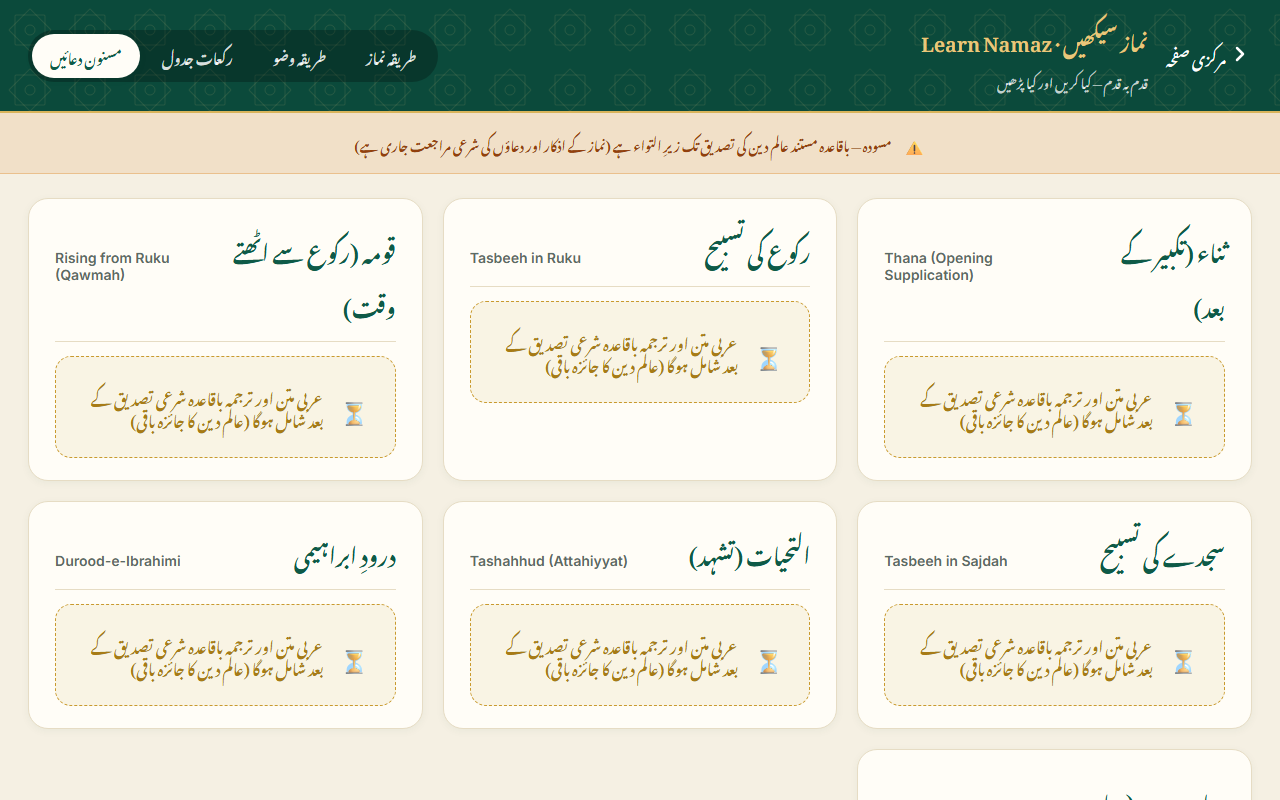 مرکزی صفحہ
نماز سیکھیں · Learn Namaz
قدم بہ قدم — کیا کریں اور کیا پڑھیں
طریقہ نماز
طریقہ وضو
رکعات جدول
مسنون دعائیں
⚠️ مسودہ — باقاعدہ مستند عالم دین کی تصدیق تک زیرِ التواء ہے (نماز کے اذکار اور دعاؤں کی شرعی مراجعت جاری ہے)
ثناء (تکبیر کے
بعد)
Thana (Opening
Supplication)
⏳ عربی متن اور ترجمہ باقاعدہ شرعی تصدیق کے
بعد شامل ہوگا (عالم دین کا جائزہ باقی)
رکوع کی تسبیح
Tasbeeh in Ruku
⏳ عربی متن اور ترجمہ باقاعدہ شرعی تصدیق کے
بعد شامل ہوگا (عالم دین کا جائزہ باقی)
قومہ (رکوع سے اٹھتے
وقت)
Rising from Ruku
(Qawmah)
⏳ عربی متن اور ترجمہ باقاعدہ شرعی تصدیق کے
بعد شامل ہوگا (عالم دین کا جائزہ باقی)
سجدے کی تسبیح
Tasbeeh in Sajdah
⏳ عربی متن اور ترجمہ باقاعدہ شرعی تصدیق کے
بعد شامل ہوگا (عالم دین کا جائزہ باقی)
التحیات (تشہد)
Tashahhud (Attahiyyat)
⏳ عربی متن اور ترجمہ باقاعدہ شرعی تصدیق کے
بعد شامل ہوگا (عالم دین کا جائزہ باقی)
درودِ ابراہیمی
Durood-e-Ibrahimi
⏳ عربی متن اور ترجمہ باقاعدہ شرعی تصدیق کے
بعد شامل ہوگا (عالم دین کا جائزہ باقی)